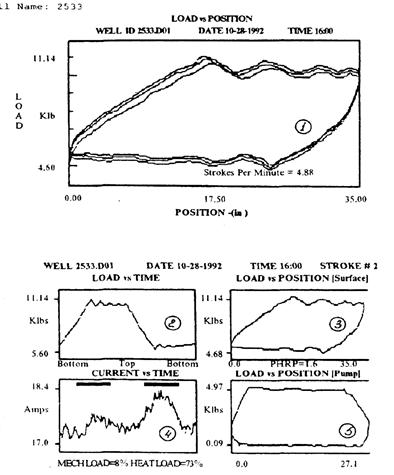 ll Name: 2533
LOAD vs POSITION
WELL ID 2533.D01 DATE 10-28-1992 TIME 16:00
11.14
LOAD
Klb
1
4.60
Strokes Per Minute = 4.88
0.00 17.50 35.00
POSITION -(in )
WELL 2533.D01 DATE 10-28-1992 TIME 16:00 STROKE #
LOAD vs TIME LOAD vs POSITION [Surface]
11.14 11.14
Klbs 2 Klbs 3
5.60 4.68
Bottom Top Bottom 0.0 PHRP=1.6 35.0
CURRENT vs TIME LOAD vs POSITION [Pump]
18.4 4.97
Amps Klbs
4 5
17.0 0.09
MECH LOAD=8% HEAT LOAD=73% 0.0 27.1